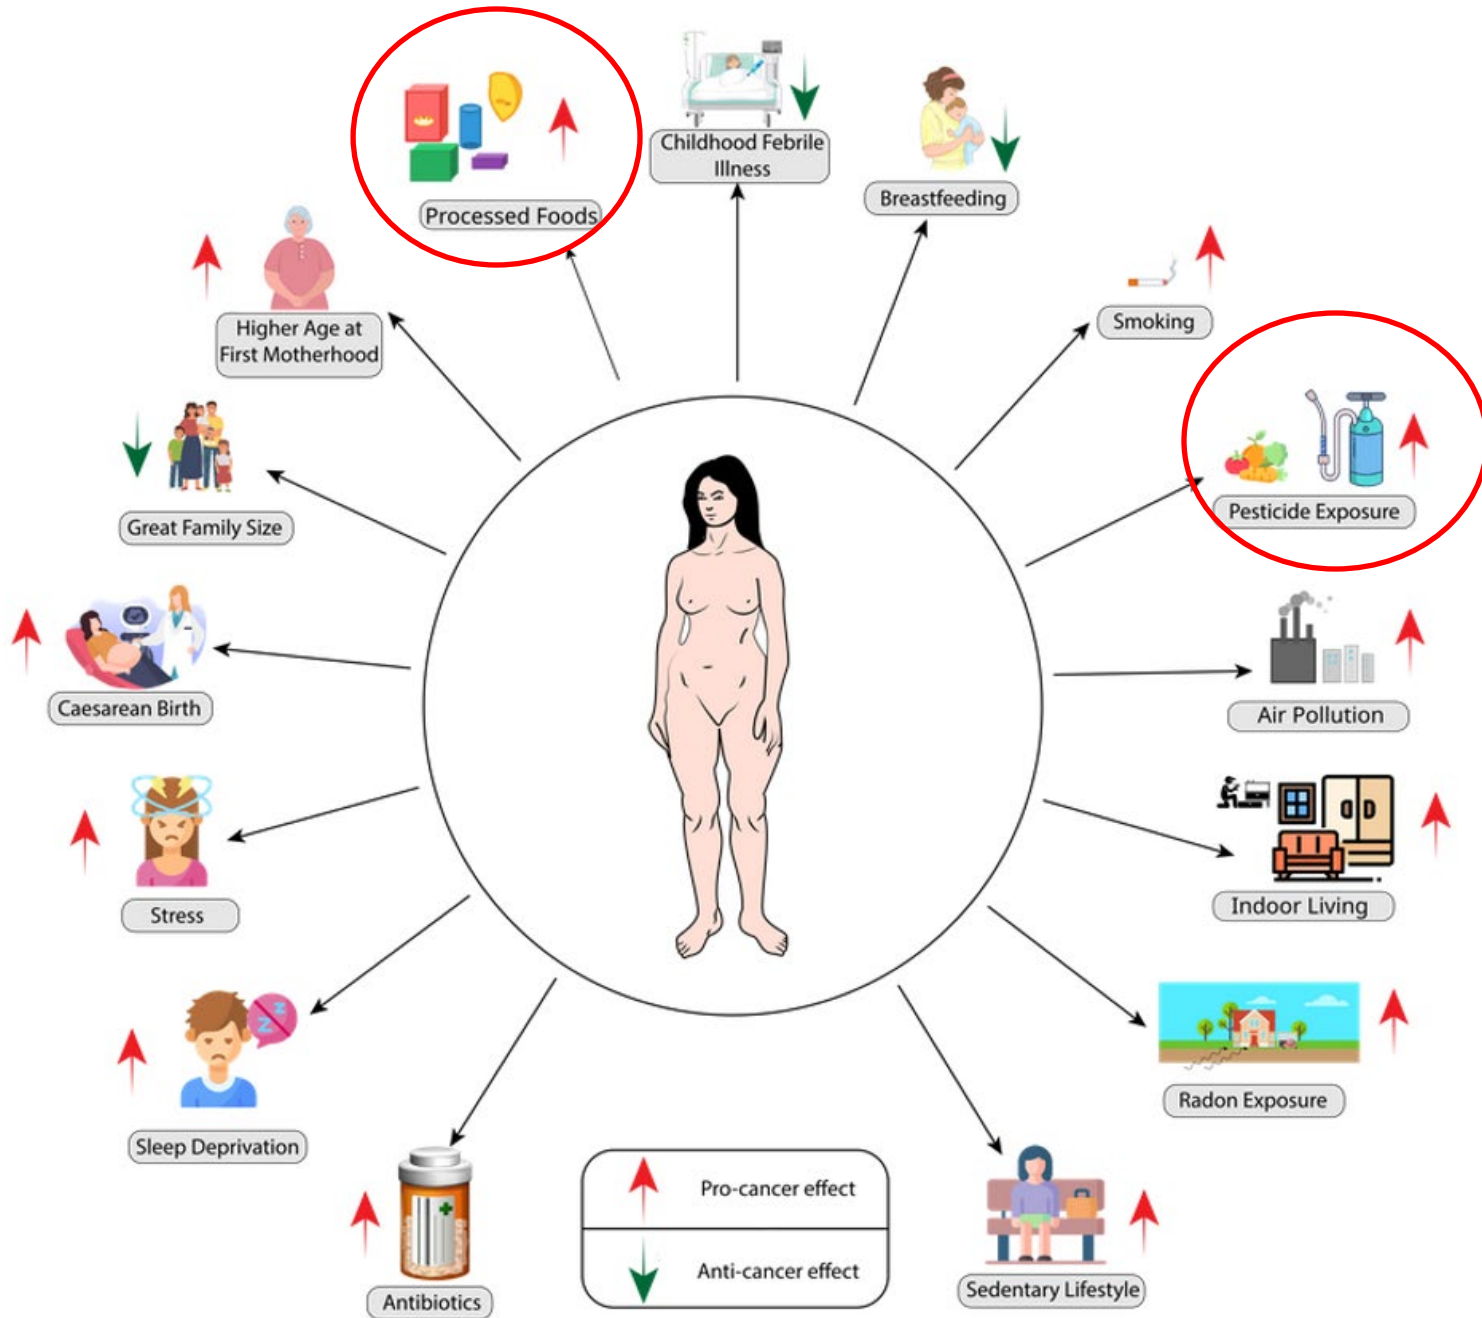 Childhood Febrile
Illness
Breastfeeding
Processed Foods
Smoking
Higher Age at
First Motherhood
Pesticide Exposure
Great Family Size
Caesarean Birth
Air Pollution
Stress
Indoor Living
Radon Exposure
Sleep Deprivation
Pro-cancer effect
Anti-cancer effect
Antibiotics
Sedentary Lifestyle